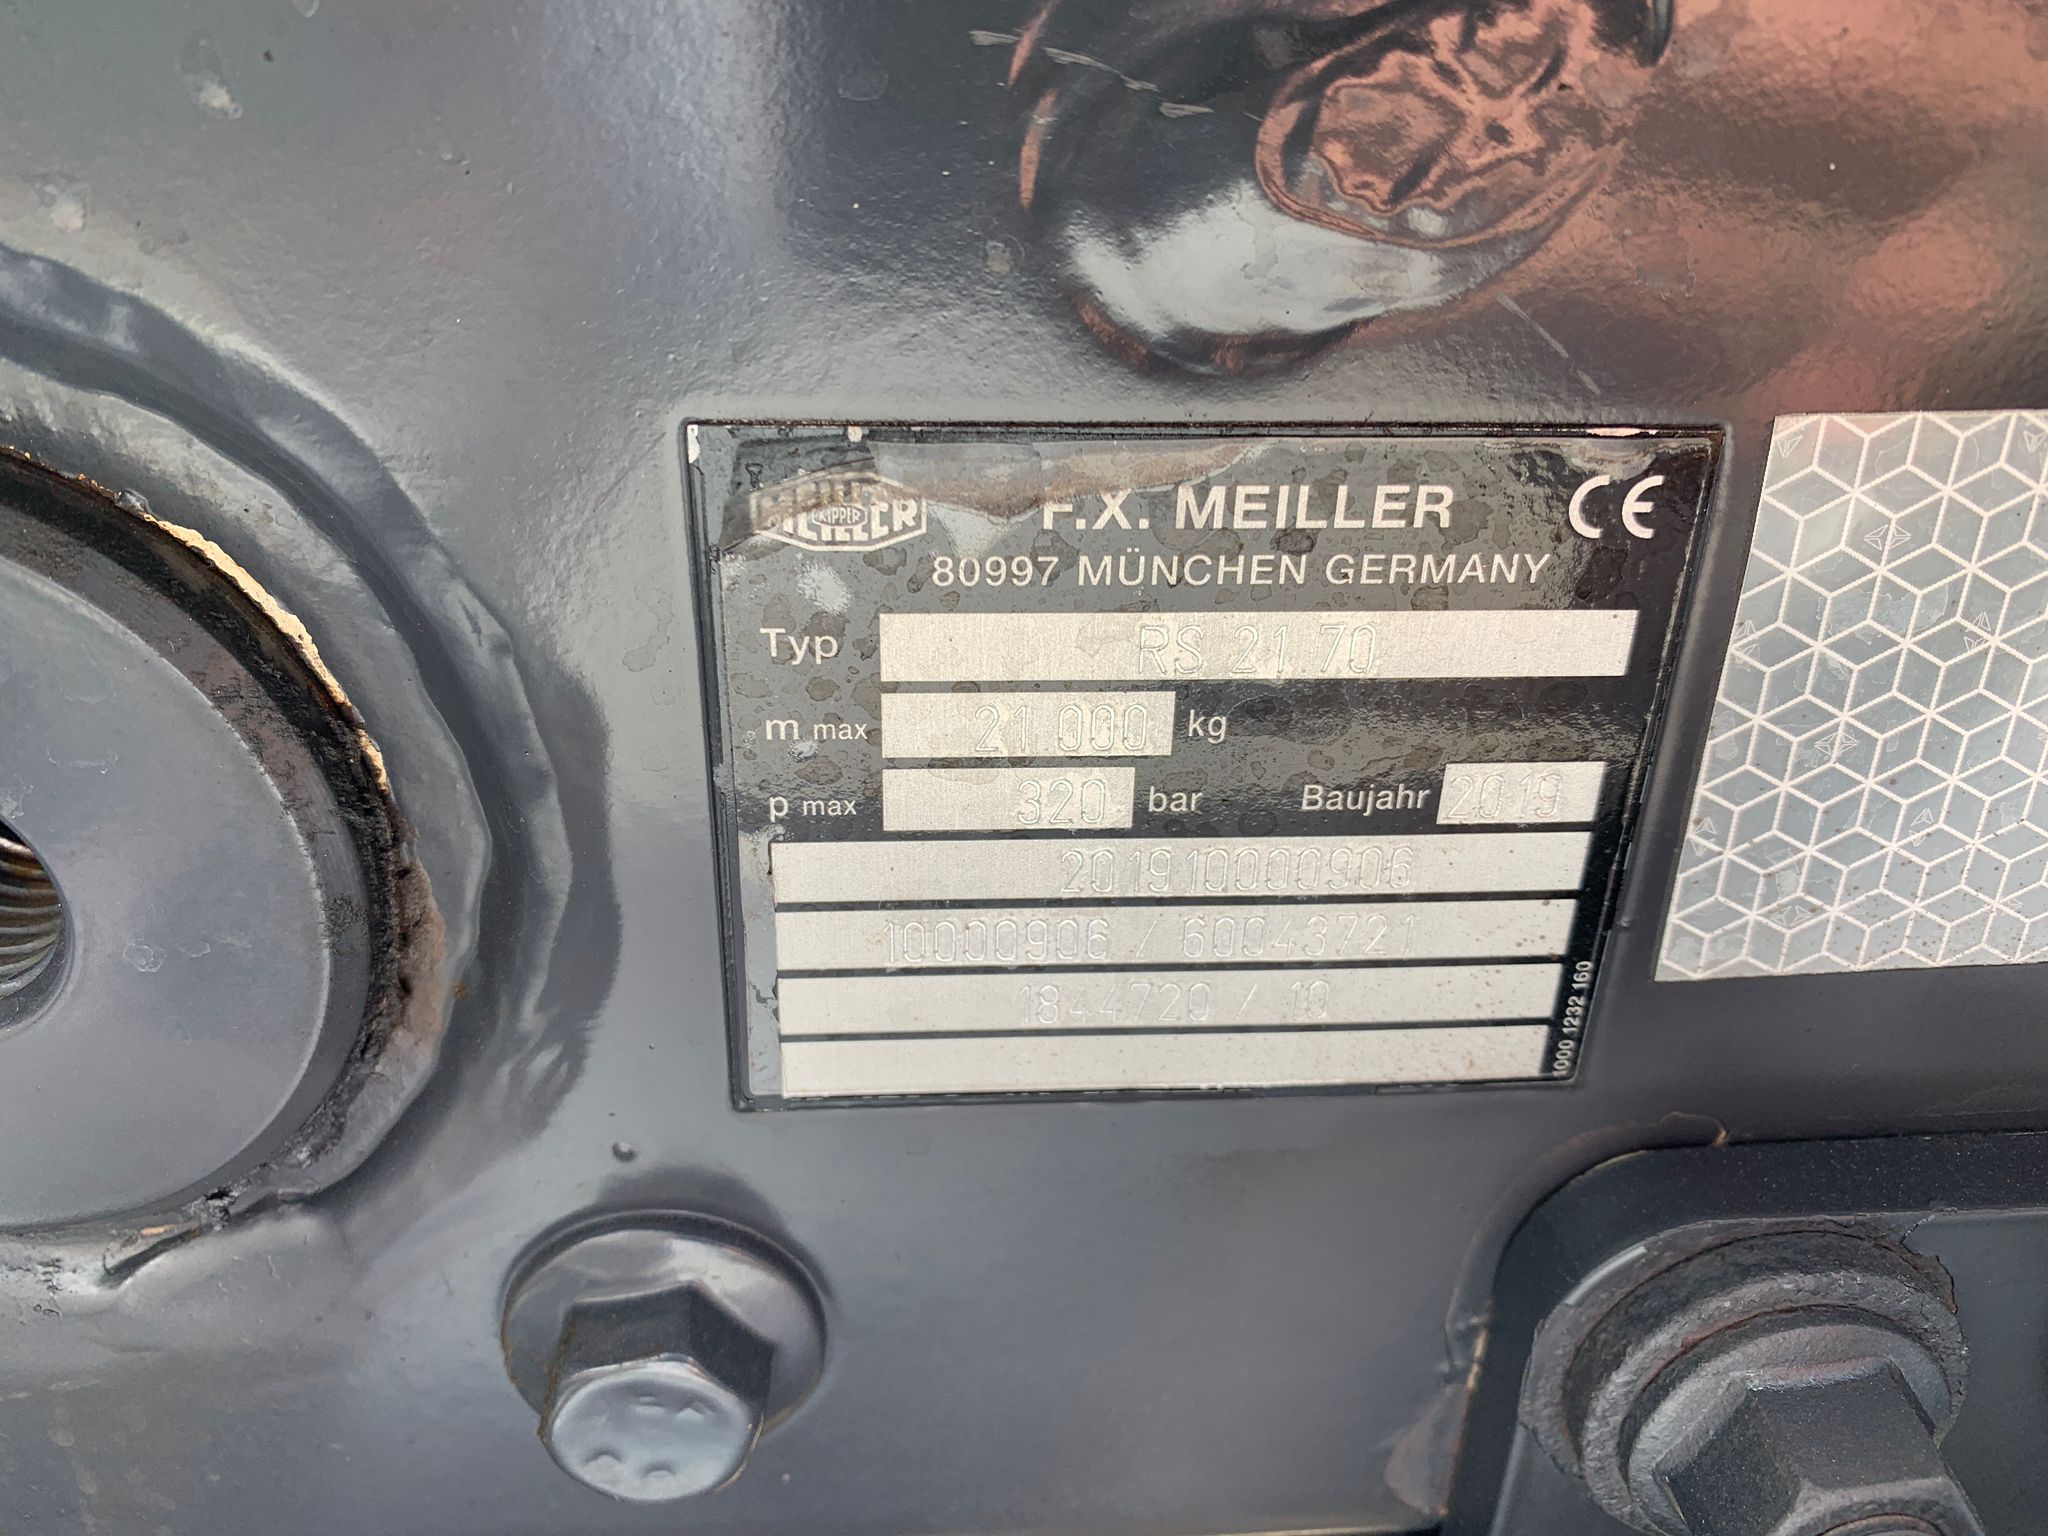 MEILLER KIPPER
F.X. MEILLER CE
80997 MÜNCHEN GERMANY
Typ RS 21.70
m max 21.000 kg
p max 320 bar Baujahr 2019
201910000906
10000906 / 60043721
1844720 / 10
1000 1232 160